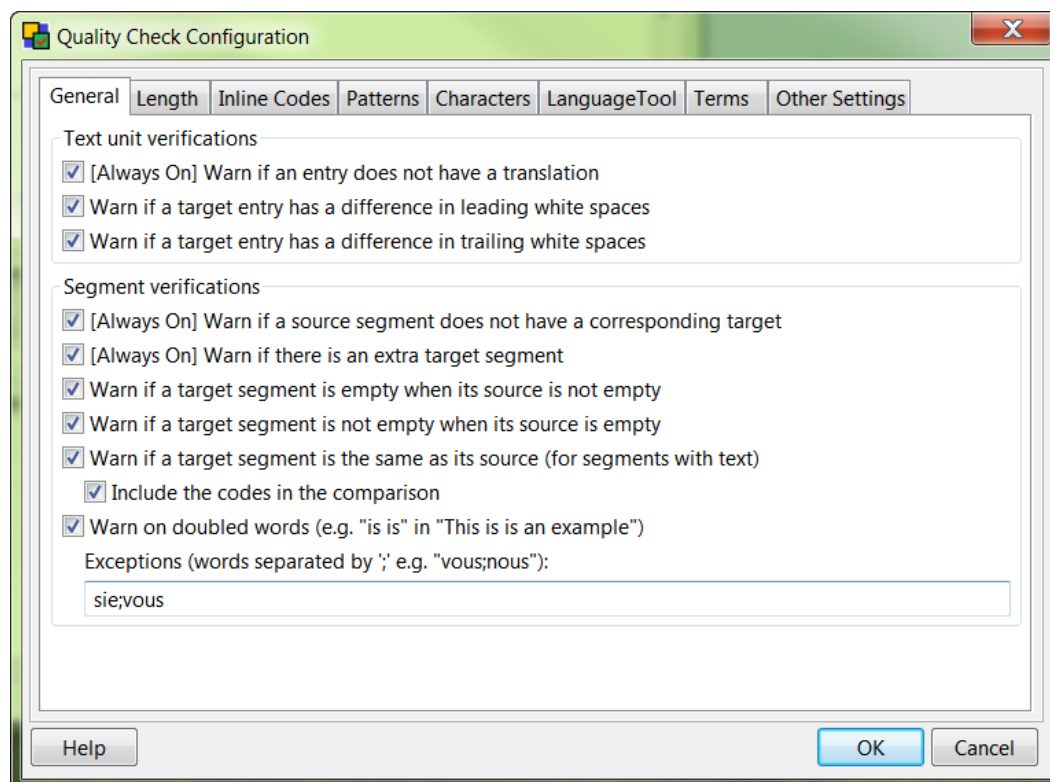 Quality Check Configuration
General Length Inline Codes Patterns Characters LanguageTool Terms Other Settings
Text unit verifications
[Always On] Warn if an entry does not have a translation
Warn if a target entry has a difference in leading white spaces
Warn if a target entry has a difference in trailing white spaces
Segment verifications
[Always On] Warn if a source segment does not have a corresponding target
[Always On] Warn if there is an extra target segment
Warn if a target segment is empty when its source is not empty
Warn if a target segment is not empty when its source is empty
Warn if a target segment is the same as its source (for segments with text)
Include the codes in the comparison
Warn on doubled words (e.g. "is is" in "This is is an example")
Exceptions (words separated by ';' e.g. "vous;nous"):
sie;vous
Help OK Cancel